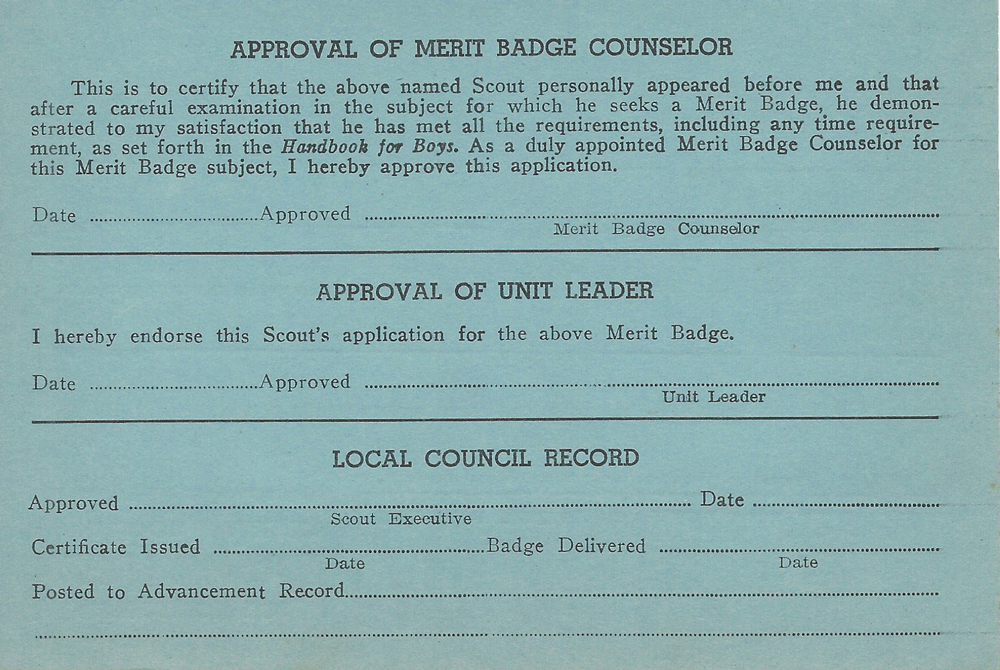 APPROVAL OF MERIT BADGE COUNSELOR
This is to certify that the above named Scout personally appeared before me and that
after a careful examination in the subject for which he seeks a Merit Badge, he demon-
strated to my satisfaction that he has met all the requirements, including any time require-
ment, as set forth in the Handbook for Boys. As a duly appointed Merit Badge Counselor for
this Merit Badge subject, I hereby approve this application.
Date ..............................Approved ....................................................................................................
Merit Badge Counselor
APPROVAL OF UNIT LEADER
I hereby endorse this Scout's application for the above Merit Badge.
Date ..............................Approved ....................................................................................................
Unit Leader
LOCAL COUNCIL RECORD
Approved .................................................................................................... Date ..................................
Scout Executive
Certificate Issued ..................................................Badge Delivered ..................................................
Date Date
Posted to Advancement Record....................................................................................................
....................................................................................................